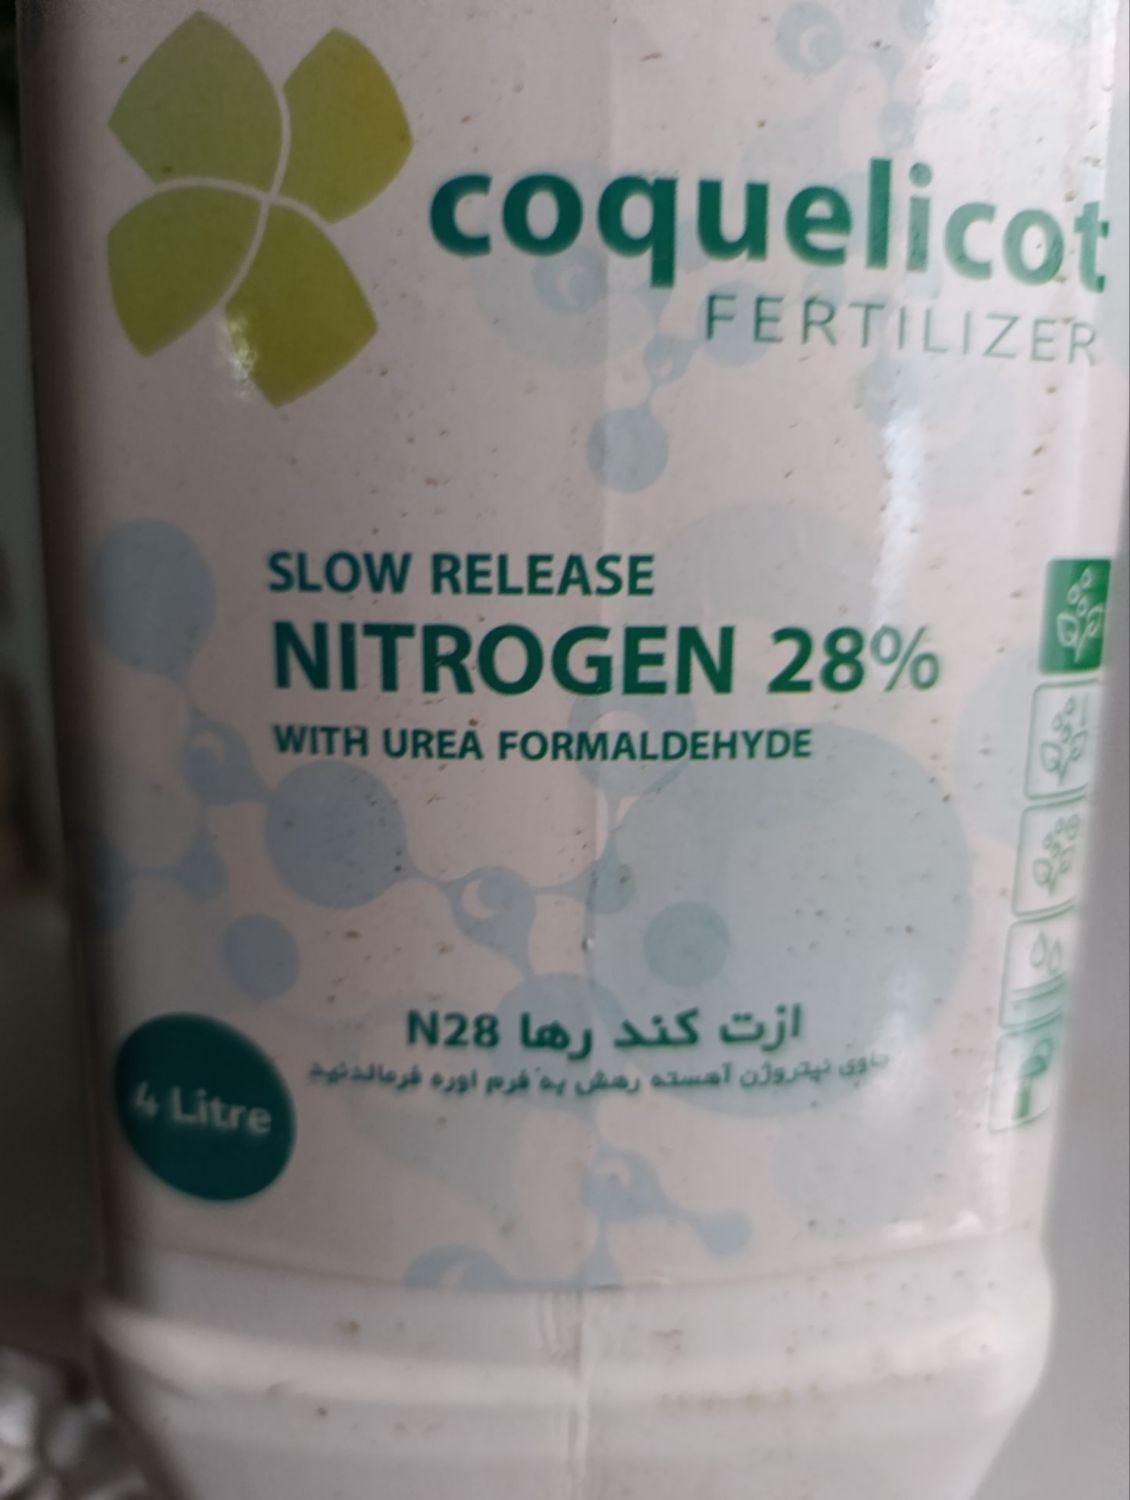 coquelicot
FERTILIZER
SLOW RELEASE
NITROGEN 28%
WITH UREA FORMALDEHYDE
ازت کند رها N28
حاوی نیتروژن آهسته رهش به فرم اوره فرمالدئید
4 Litre